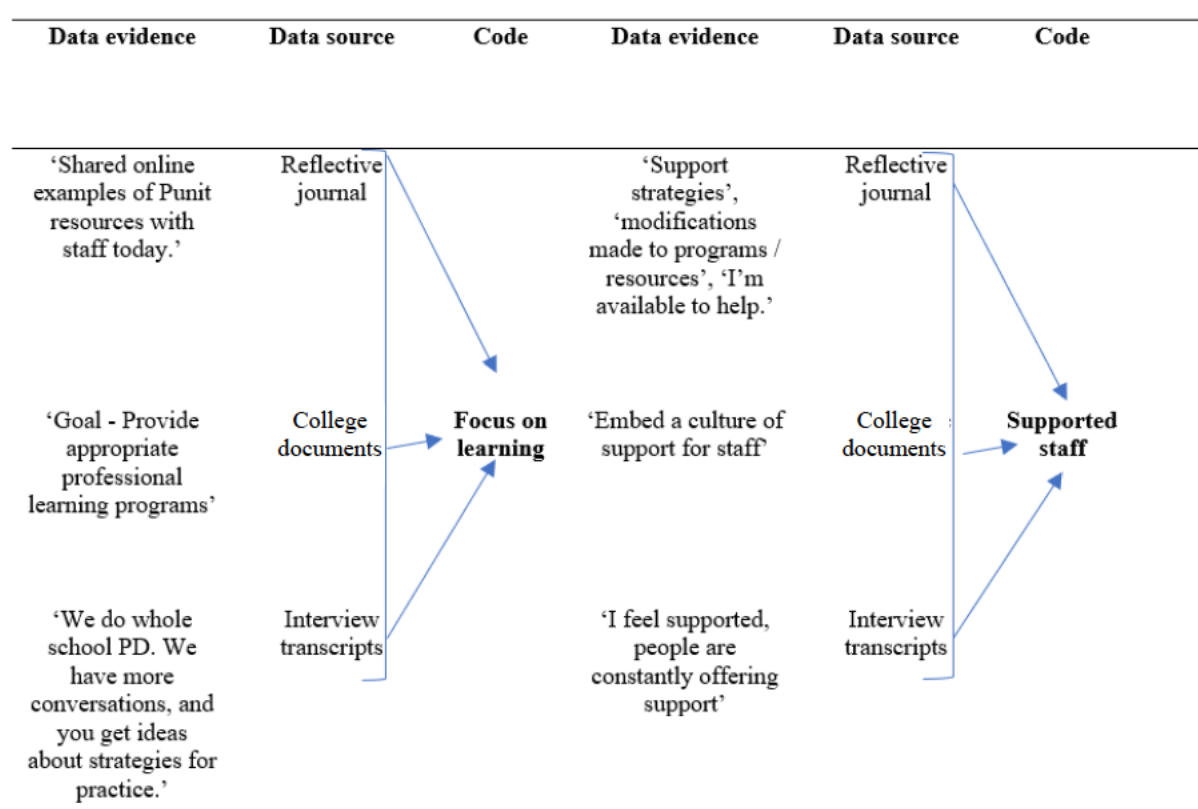 Data evidence Data source Code Data evidence Data source Code
‘Shared online
examples of Punit
resources with
staff today.’
Reflective
journal
‘Support
strategies’,
‘modifications
made to programs /
resources’, ‘I’m
available to help.’
Reflective
journal
‘Goal - Provide
appropriate
professional
learning programs’
College
documents
Focus on
learning
‘Embed a culture of
support for staff’
College :
documents
Supported
staff
‘We do whole
school PD. We
have more
conversations, and
you get ideas
about strategies for
practice.’
Interview
transcripts
‘I feel supported,
people are
constantly offering
support’
Interview
transcripts